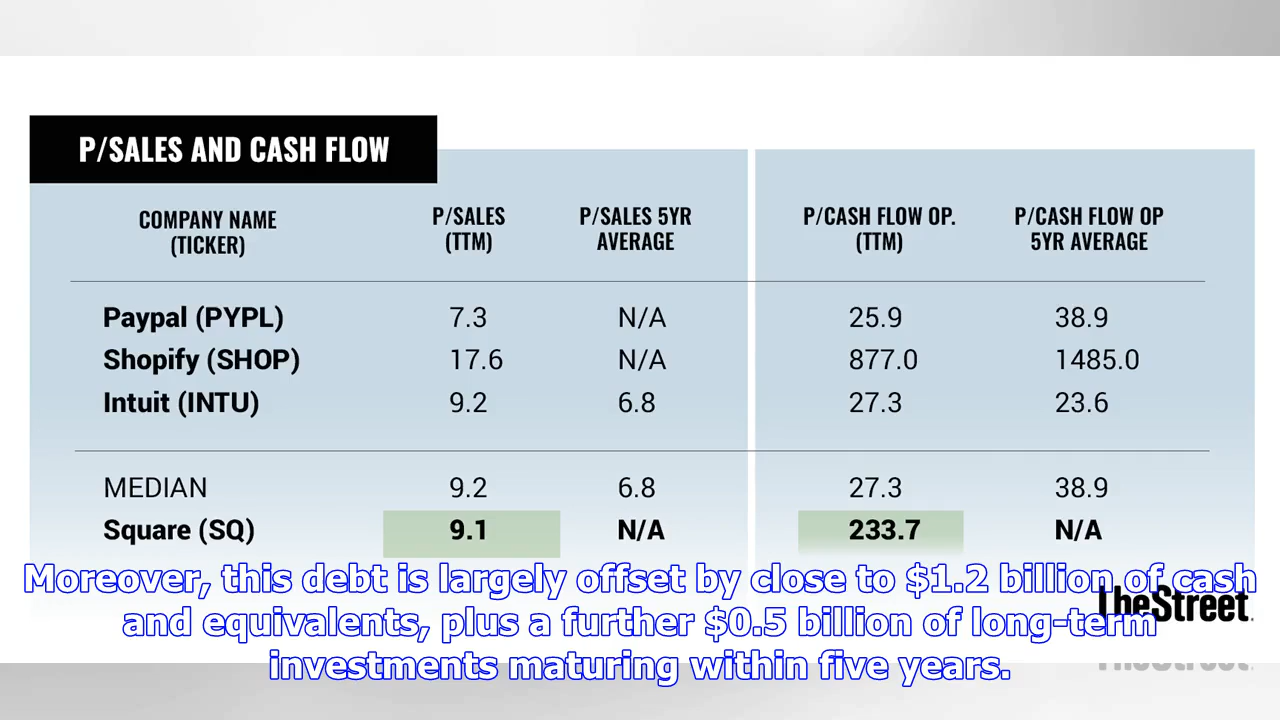 P/SALES AND CASH FLOW
COMPANY NAME (TICKER) P/SALES (TTM) P/SALES 5YR AVERAGE P/CASH FLOW OP. (TTM) P/CASH FLOW OP 5YR AVERAGE
Paypal (PYPL) 7.3 N/A 25.9 38.9
Shopify (SHOP) 17.6 N/A 877.0 1485.0
Intuit (INTU) 9.2 6.8 27.3 23.6
MEDIAN 9.2 6.8 27.3 38.9
Square (SQ) 9.1 N/A 233.7 N/A
Moreover, this debt is largely offset by close to $1.2 billion of cash
and equivalents, plus a further $0.5 billion of long-term
investments maturing within five years.
TheStreet.